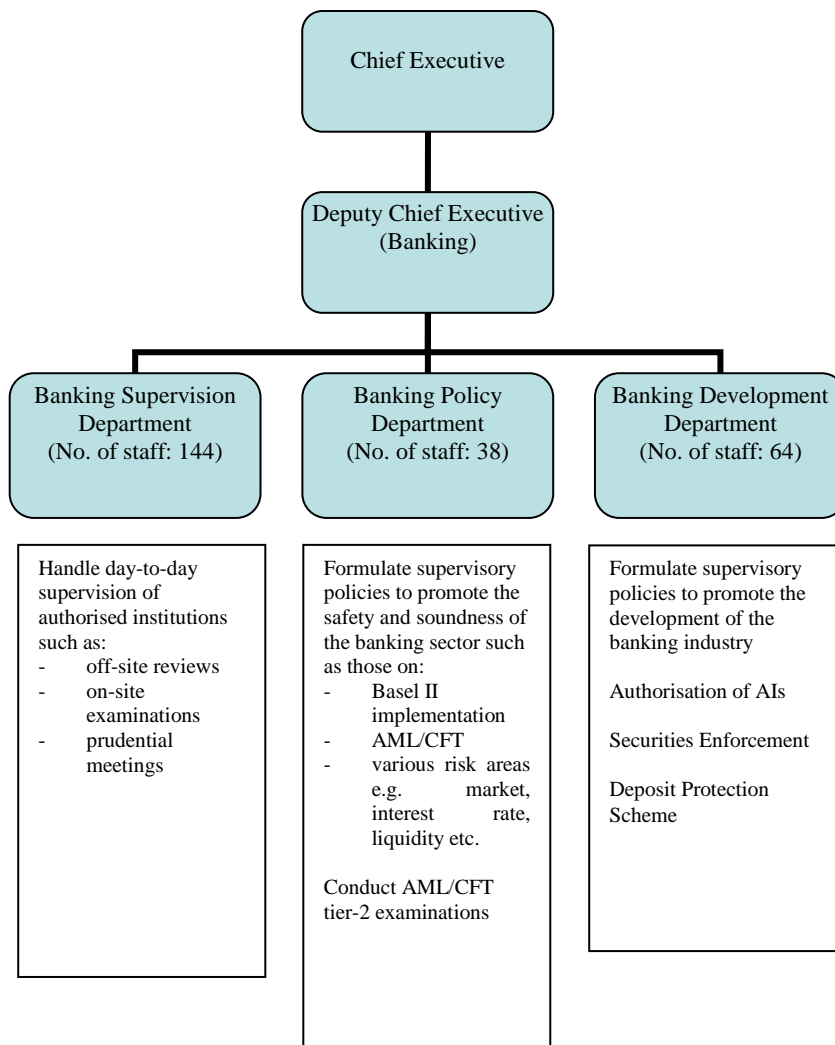 Chief Executive
Deputy Chief Executive
(Banking)
Banking Supervision
Department
(No. of staff: 144)
Banking Policy
Department
(No. of staff: 38)
Banking Development
Department
(No. of staff: 64)
Handle day-to-day
supervision of
authorised institutions
such as:
- off-site reviews
- on-site
examinations
- prudential
meetings
Formulate supervisory
policies to promote the
safety and soundness of
the banking sector such
as those on:
- Basel II
implementation
- AML/CFT
- various risk areas
e.g. market,
interest rate,
liquidity etc.
Conduct AML/CFT
tier-2 examinations
Formulate supervisory
policies to promote the
development of the
banking industry
Authorisation of AIs
Securities Enforcement
Deposit Protection
Scheme